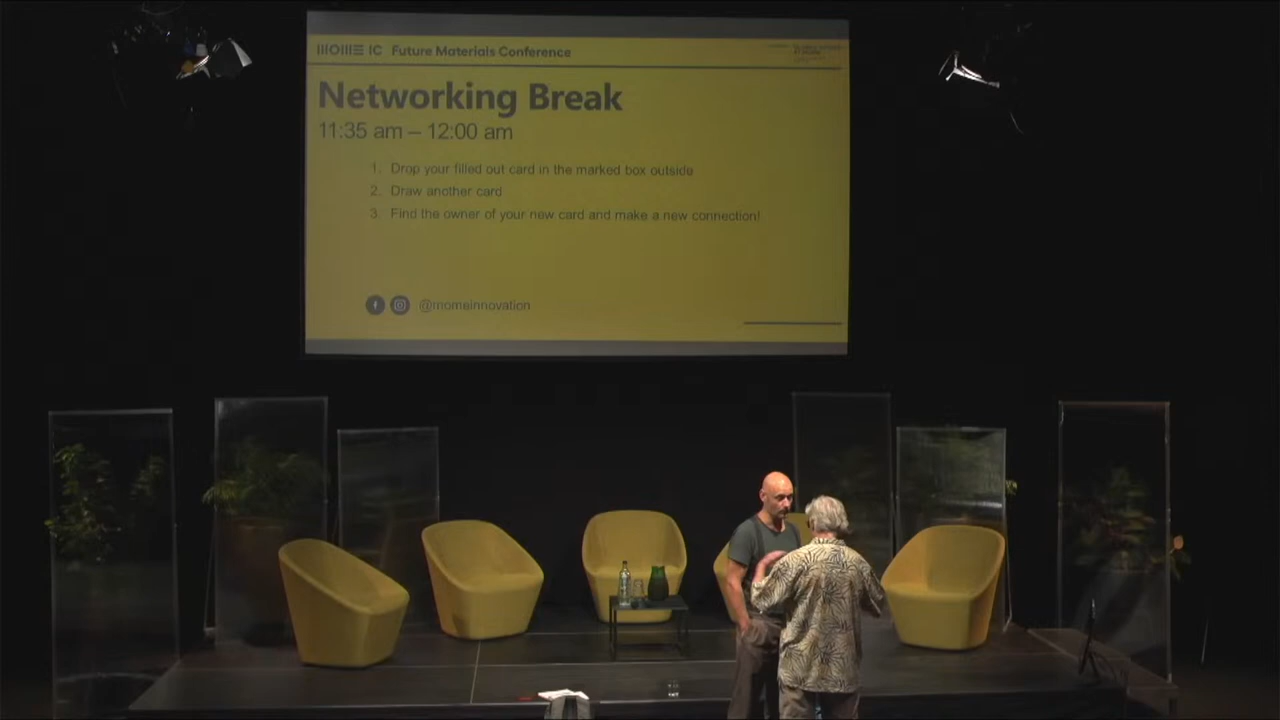 MOME IC Future Materials Conference
Networking Break
11:35 am – 12:00 am
1. Drop your filled out card in the marked box outside
2. Draw another card
3. Find the owner of your new card and make a new connection!
@momeinnovation